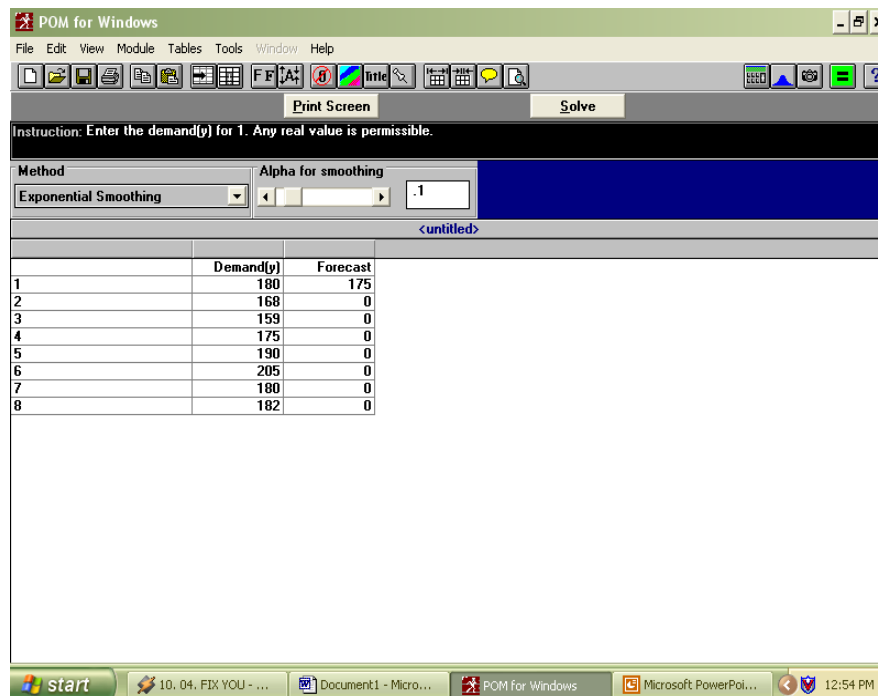 POM for Windows
File Edit View Module Tables Tools Window Help
Title
Print Screen Solve
Instruction: Enter the demand(y) for 1. Any real value is permissible.
Method Alpha for smoothing
Exponential Smoothing .1
<untitled>
Demand(y) Forecast
1 180 175
2 168 0
3 159 0
4 175 0
5 190 0
6 205 0
7 180 0
8 182 0
start 10. 04. FIX YOU - ... Document1 - Micro... POM for Windows Microsoft PowerPoi... 12:54 PM